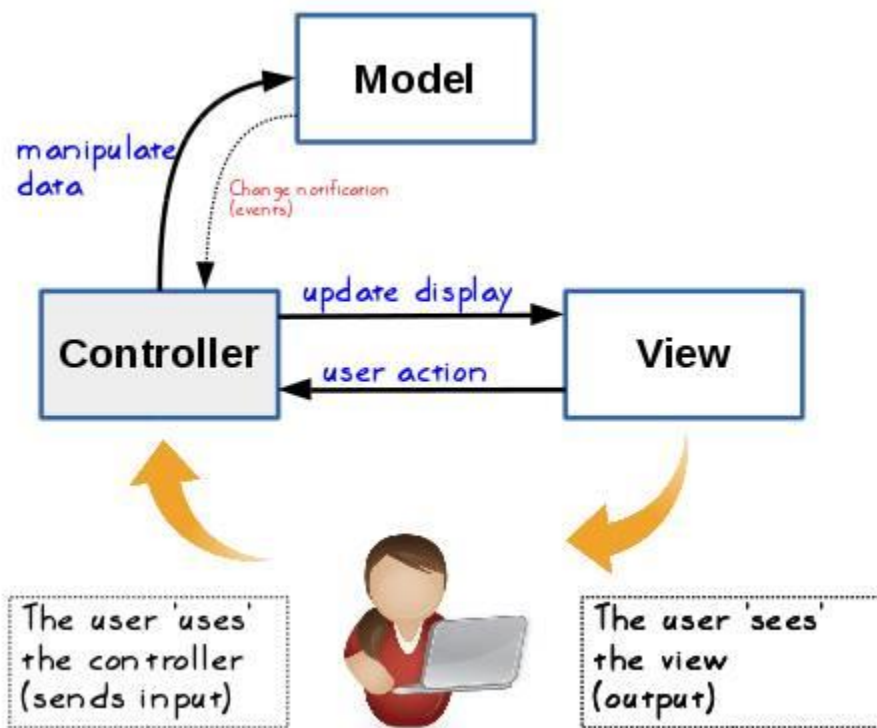 Model
manipulate
data
Change notification
(events)
update display
Controller
View
user action
The user 'uses'
the controller
(sends input)
The user 'sees'
the view
(output)